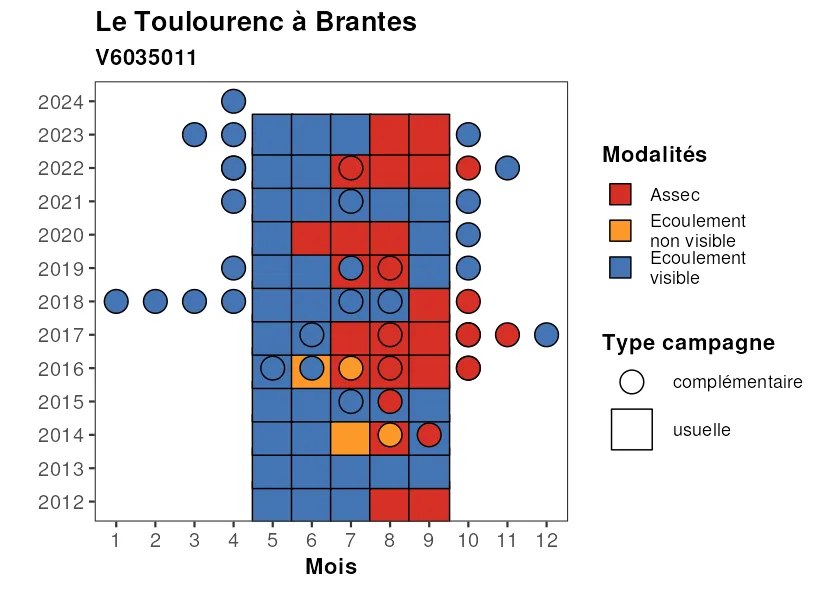 Le Toulourenc à Brantes
V6035011
2024
2023
2022
2021
2020
2019
2018
2017
2016
2015
2014
2013
2012
1 2 3 4 5 6 7 8 9 10 11 12
Mois
Modalités
Assec
Ecoulement
non visible
Ecoulement
visible
Type campagne
complémentaire
usuelle